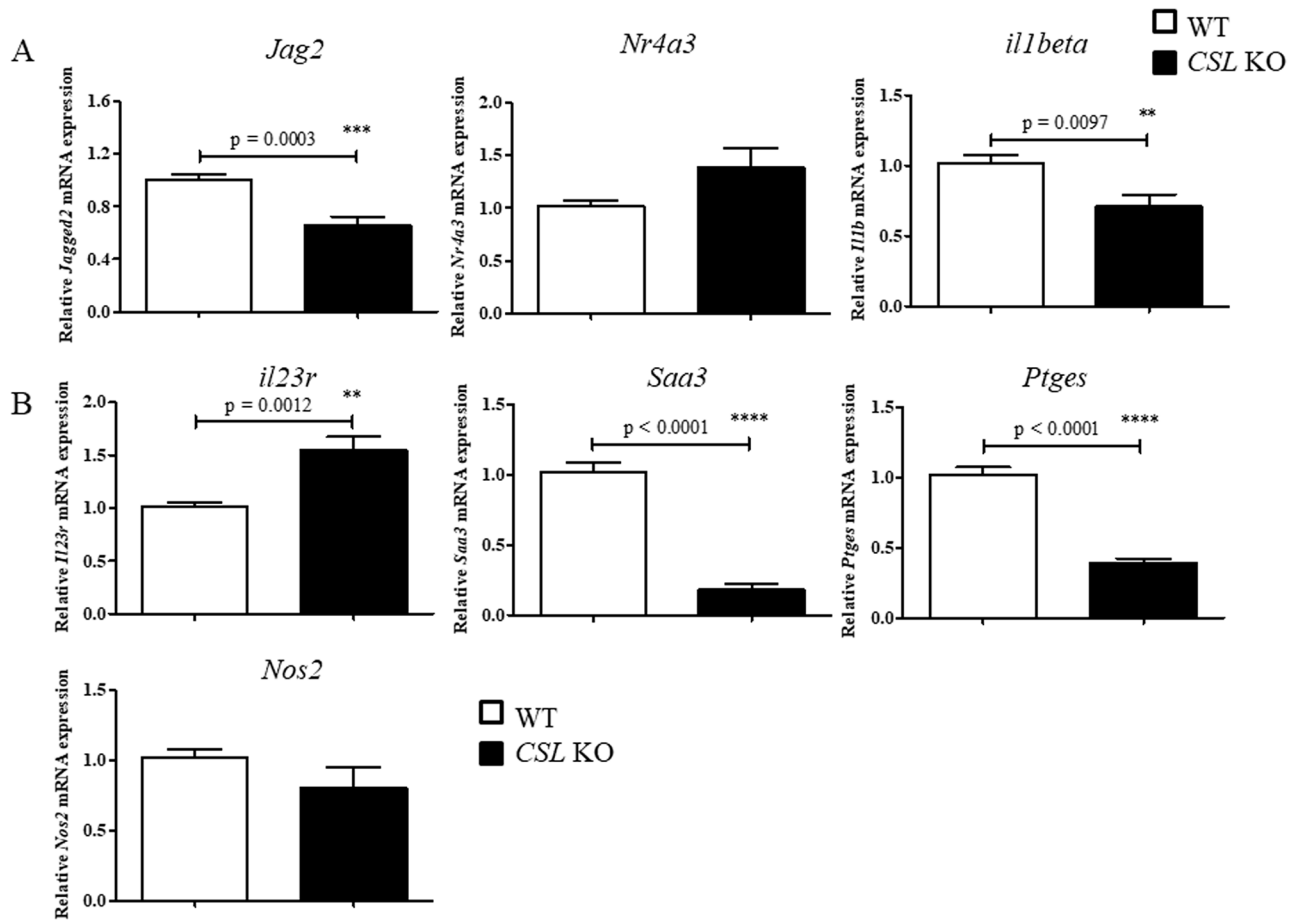 A
Jag2
Nr4a3
il1beta
WT
CSL KO
Relative Jagged2 mRNA expression
1.6
1.2
0.8
0.4
0.0
p = 0.0003
***
Relative Nr4a3 mRNA expression
2.0
1.5
1.0
0.5
0.0
Relative Il1b mRNA expression
1.5
1.0
0.5
0.0
p = 0.0097
**
B
il23r
Saa3
Ptges
Relative Il23r mRNA expression
2.0
1.5
1.0
0.5
0.0
p = 0.0012
**
Relative Saa3 mRNA expression
1.5
1.0
0.5
0.0
p < 0.0001
****
Relative Ptges mRNA expression
1.5
1.0
0.5
0.0
p < 0.0001
****
Nos2
Relative Nos2 mRNA expression
1.5
1.0
0.5
0.0
WT
CSL KO